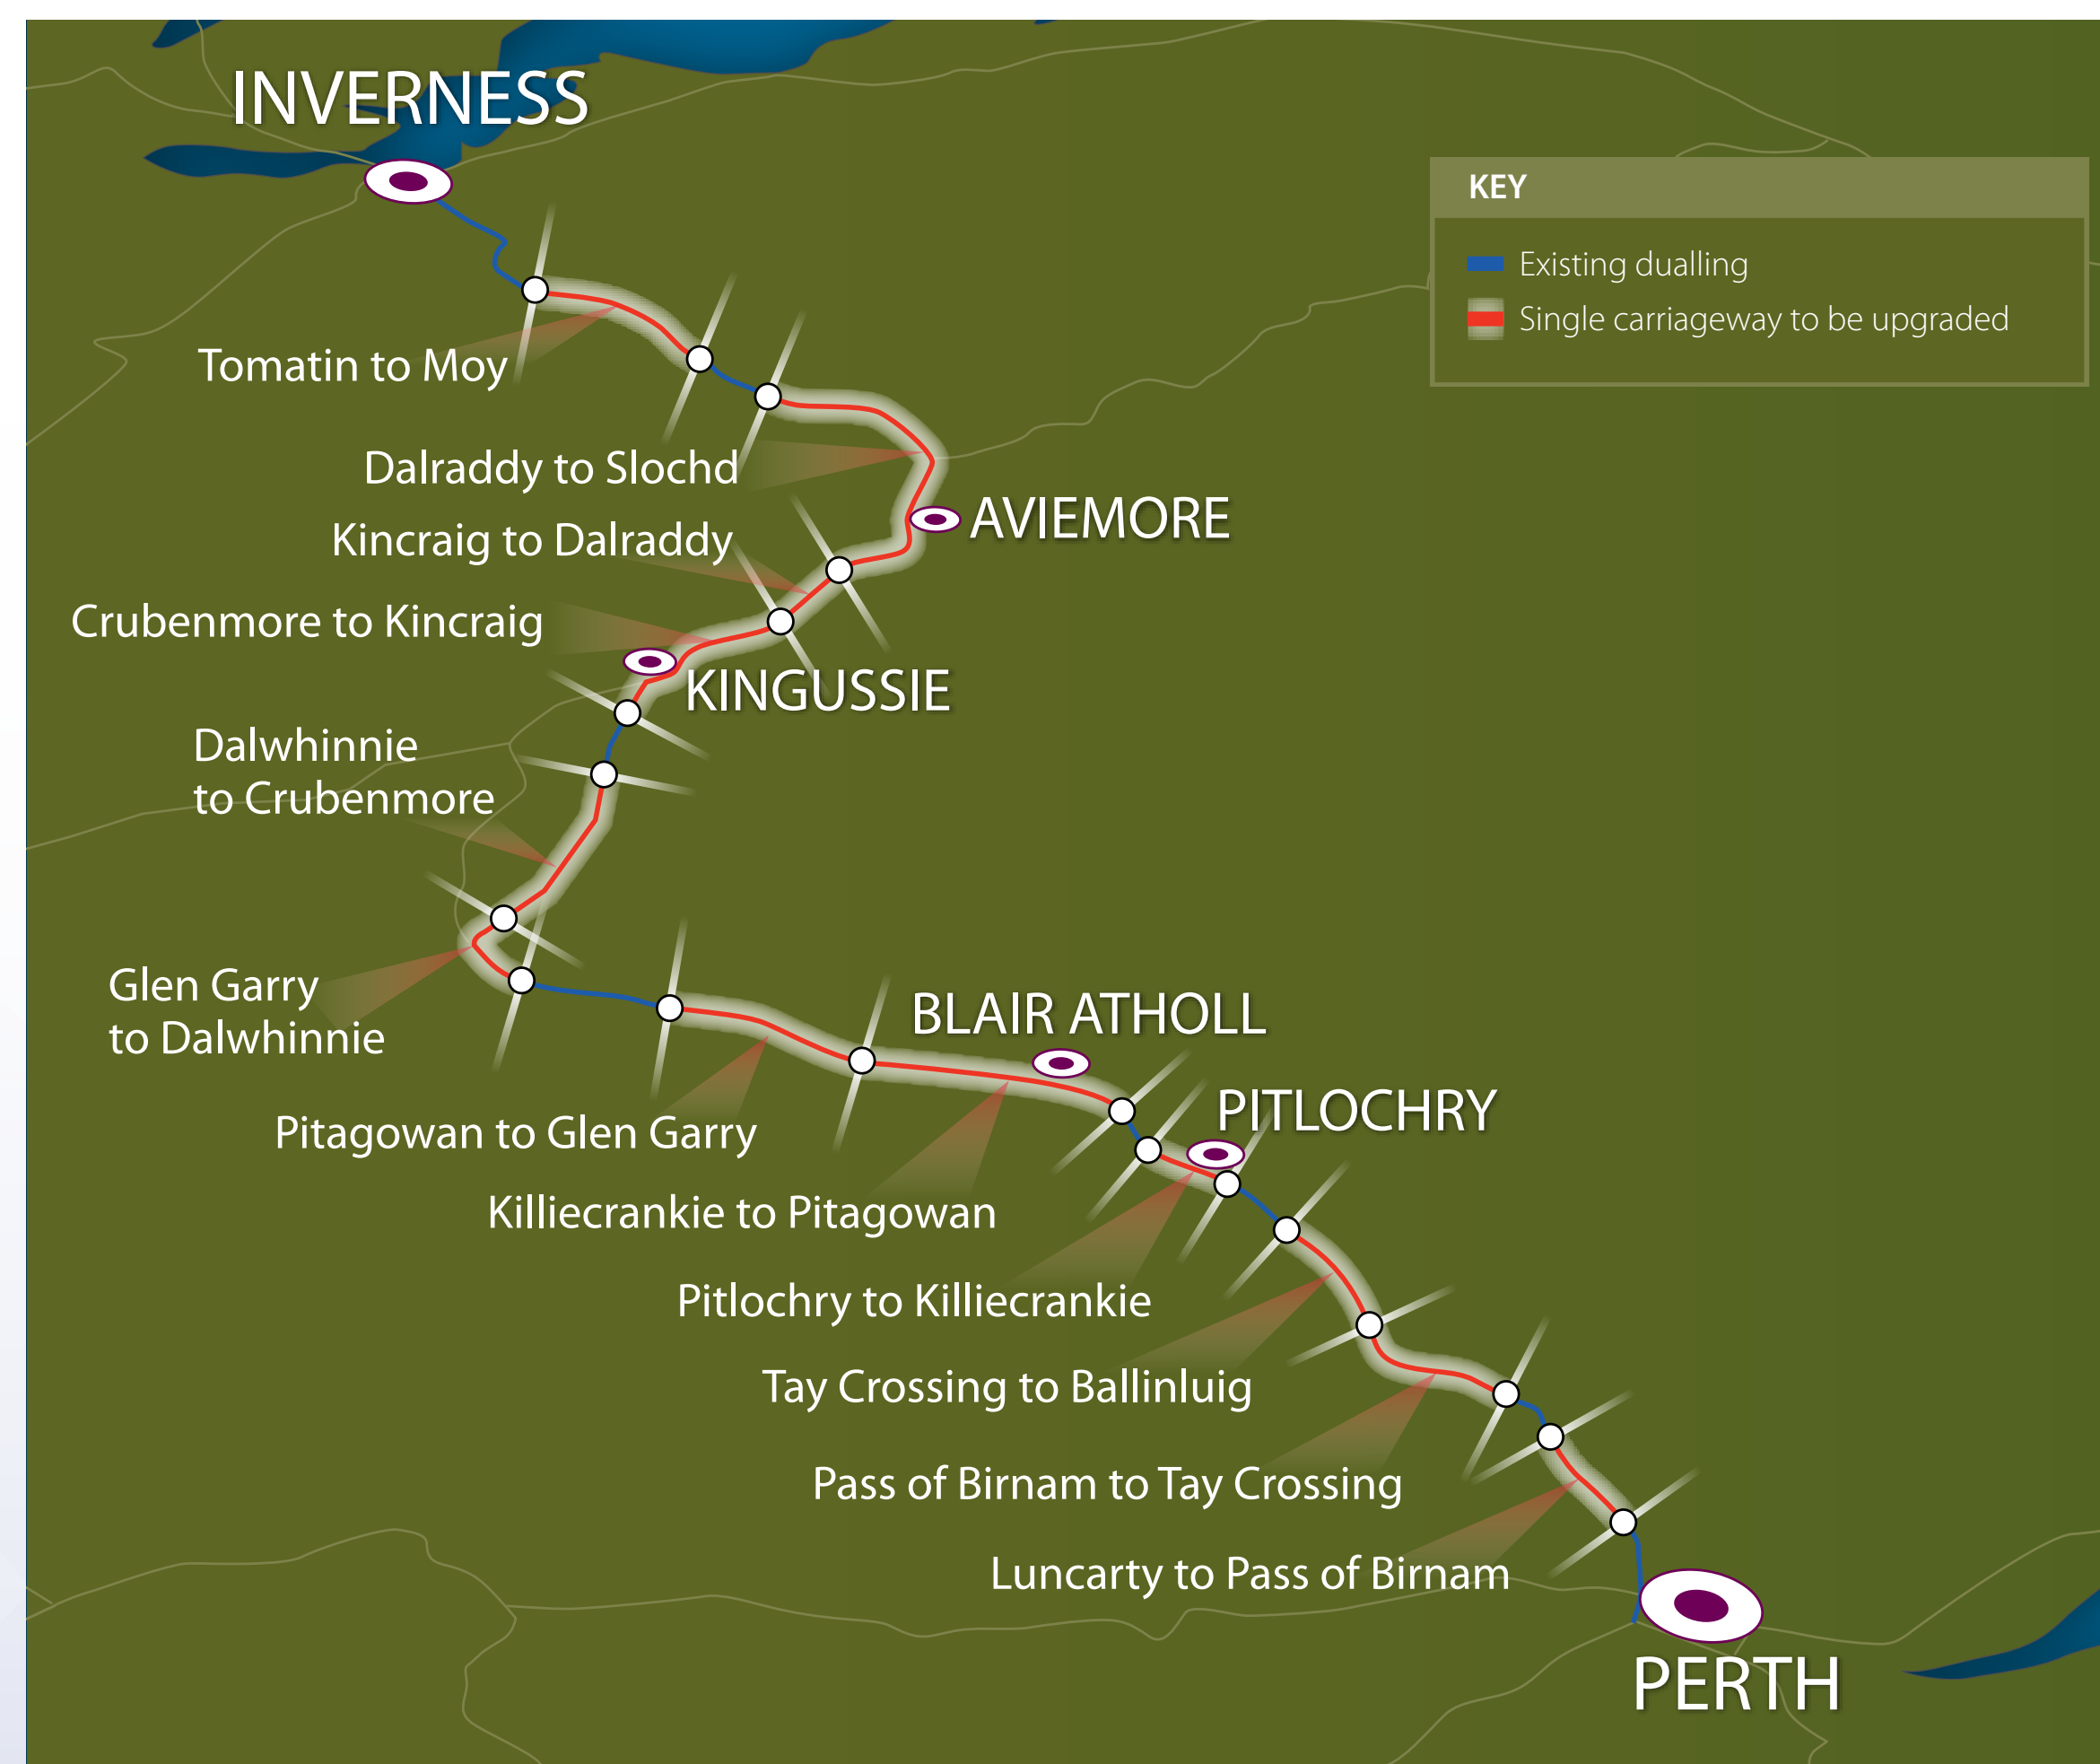 INVERNESS
KEY
Existing dualling
Single carriageway to be upgraded
Tomatin to Moy
Dalraddy to Slochd
AVIEMORE
Kincraig to Dalraddy
Crubenmore to Kincraig
KINGUSSIE
Dalwhinnie
to Crubenmore
Glen Garry
to Dalwhinnie
BLAIR ATHOLL
PITLOCHRY
Pitagowan to Glen Garry
Killiecrankie to Pitagowan
Pitlochry to Killiecrankie
Tay Crossing to Ballinluig
Pass of Birnam to Tay Crossing
Luncarty to Pass of Birnam
PERTH